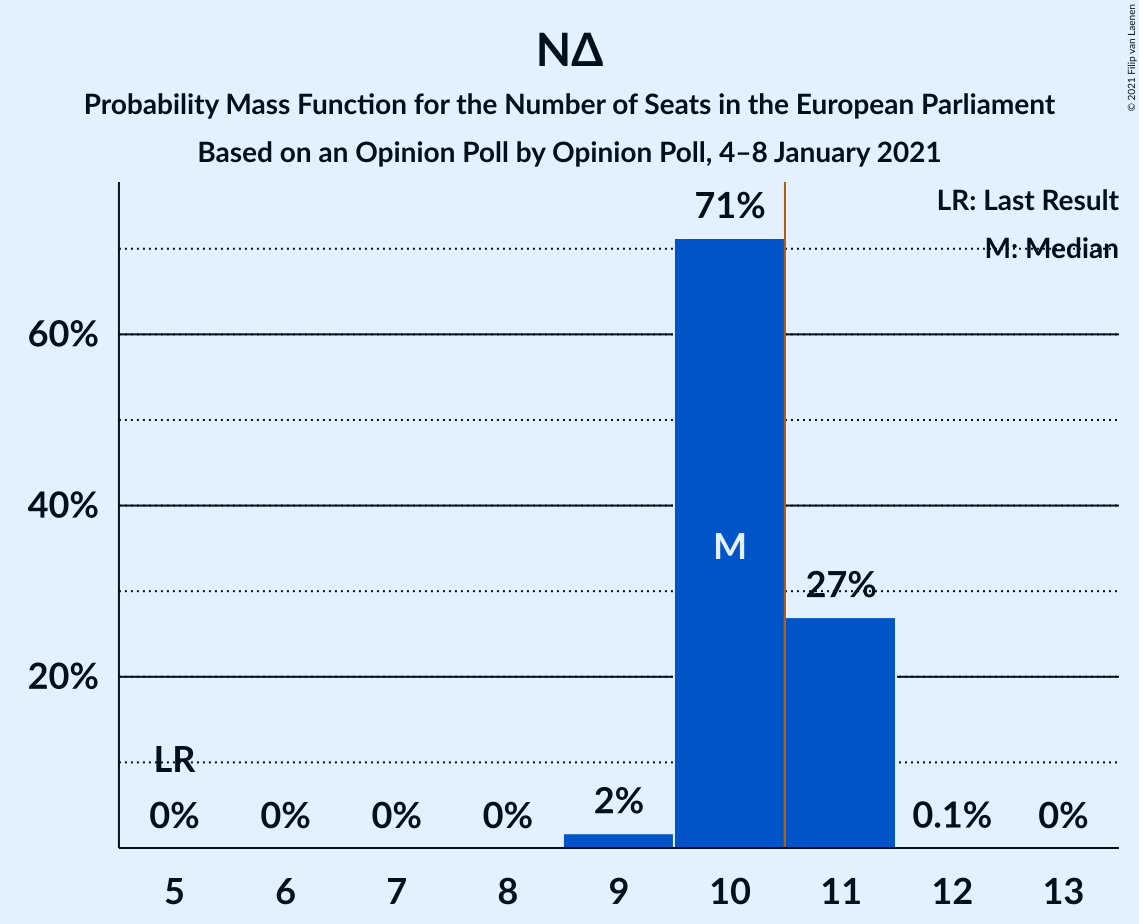 ΝΔ
Probability Mass Function for the Number of Seats in the European Parliament
Based on an Opinion Poll by Opinion Poll, 4–8 January 2021
© 2021 Filip van Laenen
LR: Last Result
M: Median
71%
60%
40%
M
27%
20%
LR
0%
0%
0%
0%
2%
0.1%
0%
5
6
7
8
9
10
11
12
13